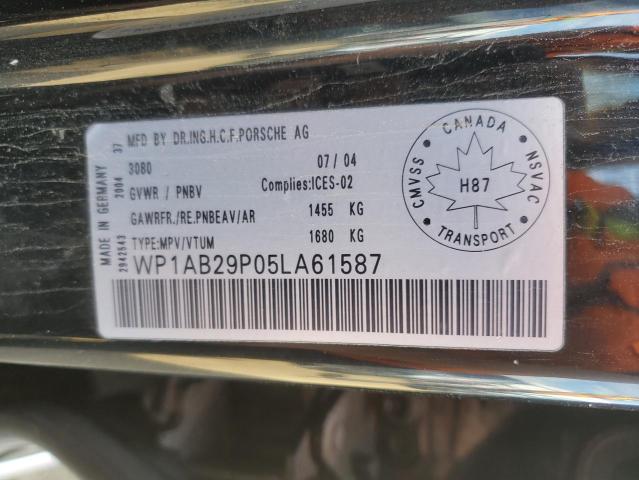 MFD BY DR.ING.H.C.F.PORSCHE AG
3080 07/04
GVWR / PNBV Complies:ICES-02
GAWRFR./RE.PNBEAV/AR 1455 KG
TYPE:MPV/VTUM 1680 KG
WP1AB29P05LA61587
MADE IN GERMANY
2942543 2004 37
CANADA
CMVSS
NSVAC
H87
TRANSPORT